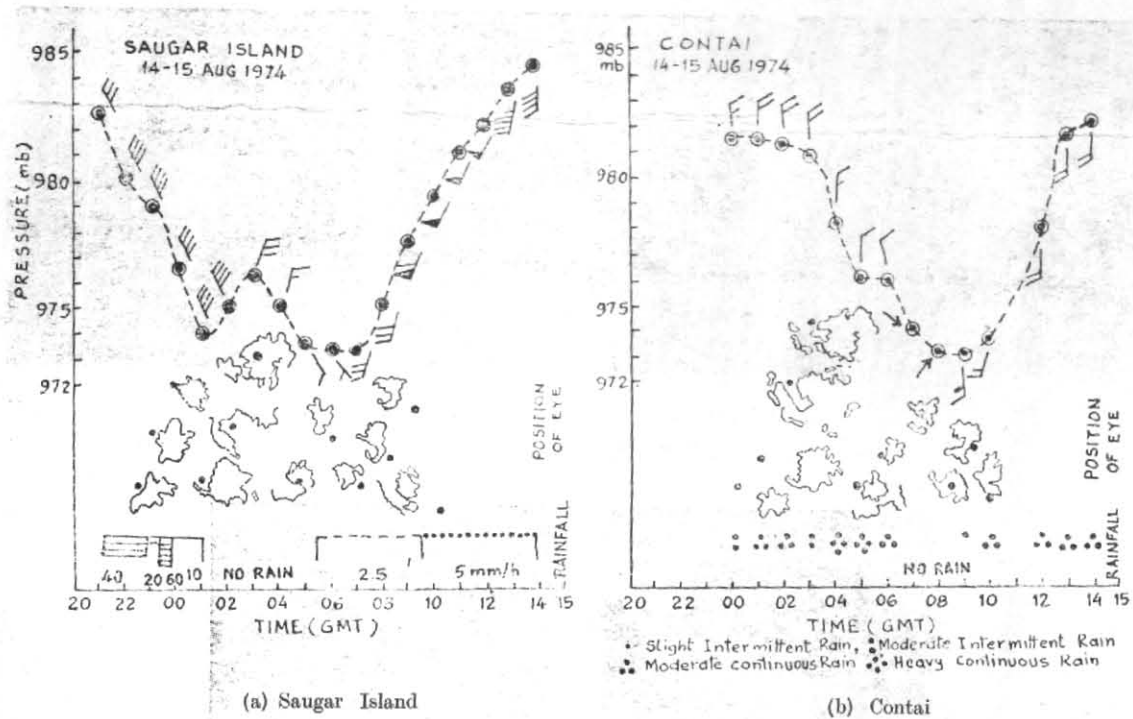 SAUGAR ISLAND
14-15 AUG 1974
985
980
975
972
PRESSURE (mb)
POSITION OF EYE
RAINFALL
40
20
60
10
NO RAIN
2.5
5 mm/h
20 22 00 02 04 06 08 10 12 14 15
TIME (GMT)
(a) Saugar Island
CONTAI
14-15 AUG 1974
985
mb
980
975
972
POSITION OF EYE
RAINFALL
NO RAIN
20 22 00 02 04 06 08 10 12 14 15
TIME (GMT)
Slight Intermittent Rain, Moderate Intermittent Rain
Moderate continuous Rain Heavy Continuous Rain
(b) Contai